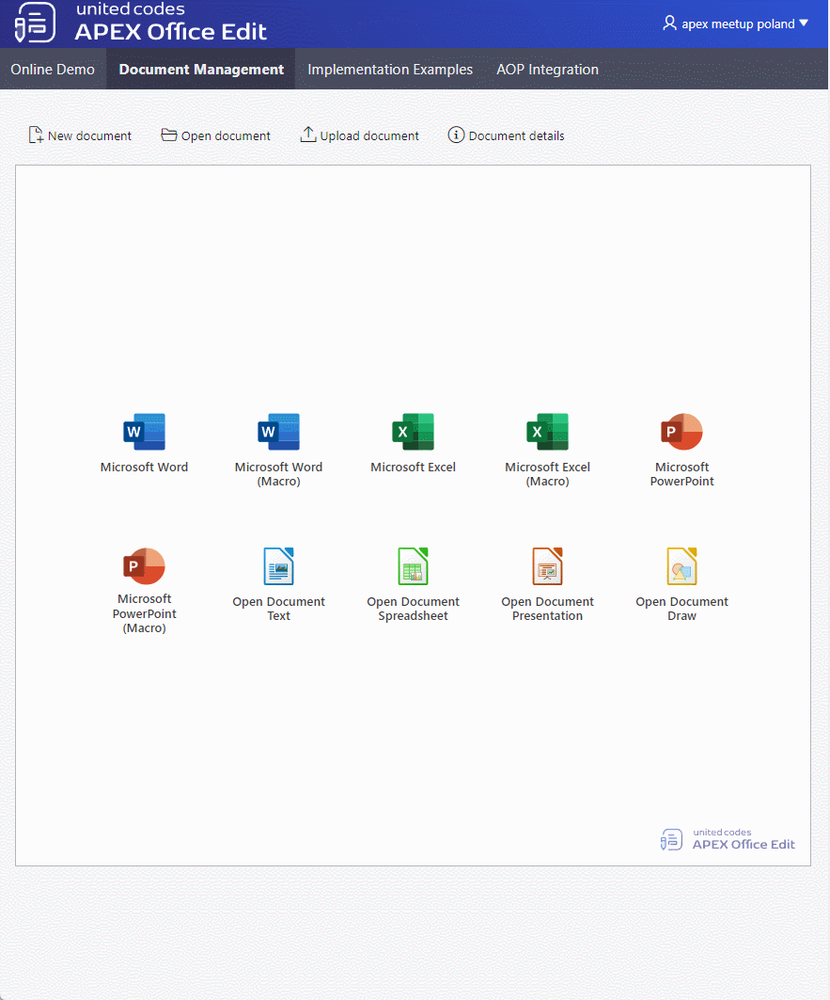 united codes
APEX Office Edit
apex meetup poland
Online Demo Document Management Implementation Examples AOP Integration
New document Open document Upload document Document details
W W X X P
Microsoft Word Microsoft Word (Macro) Microsoft Excel Microsoft Excel (Macro) Microsoft PowerPoint
P
Microsoft PowerPoint (Macro) Open Document Text Open Document Spreadsheet Open Document Presentation Open Document Draw
united codes
APEX Office Edit